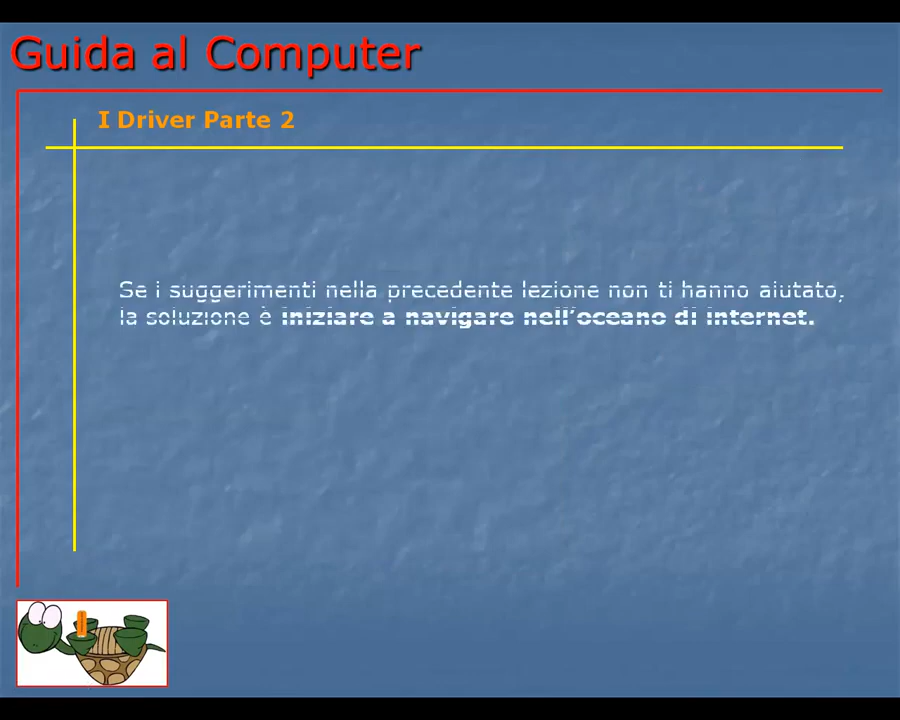 Guida al Computer
I Driver Parte 2
Se i suggerimenti nella precedente lezione non ti hanno aiutato,
la soluzione è iniziare a navigare nell’oceano di internet.